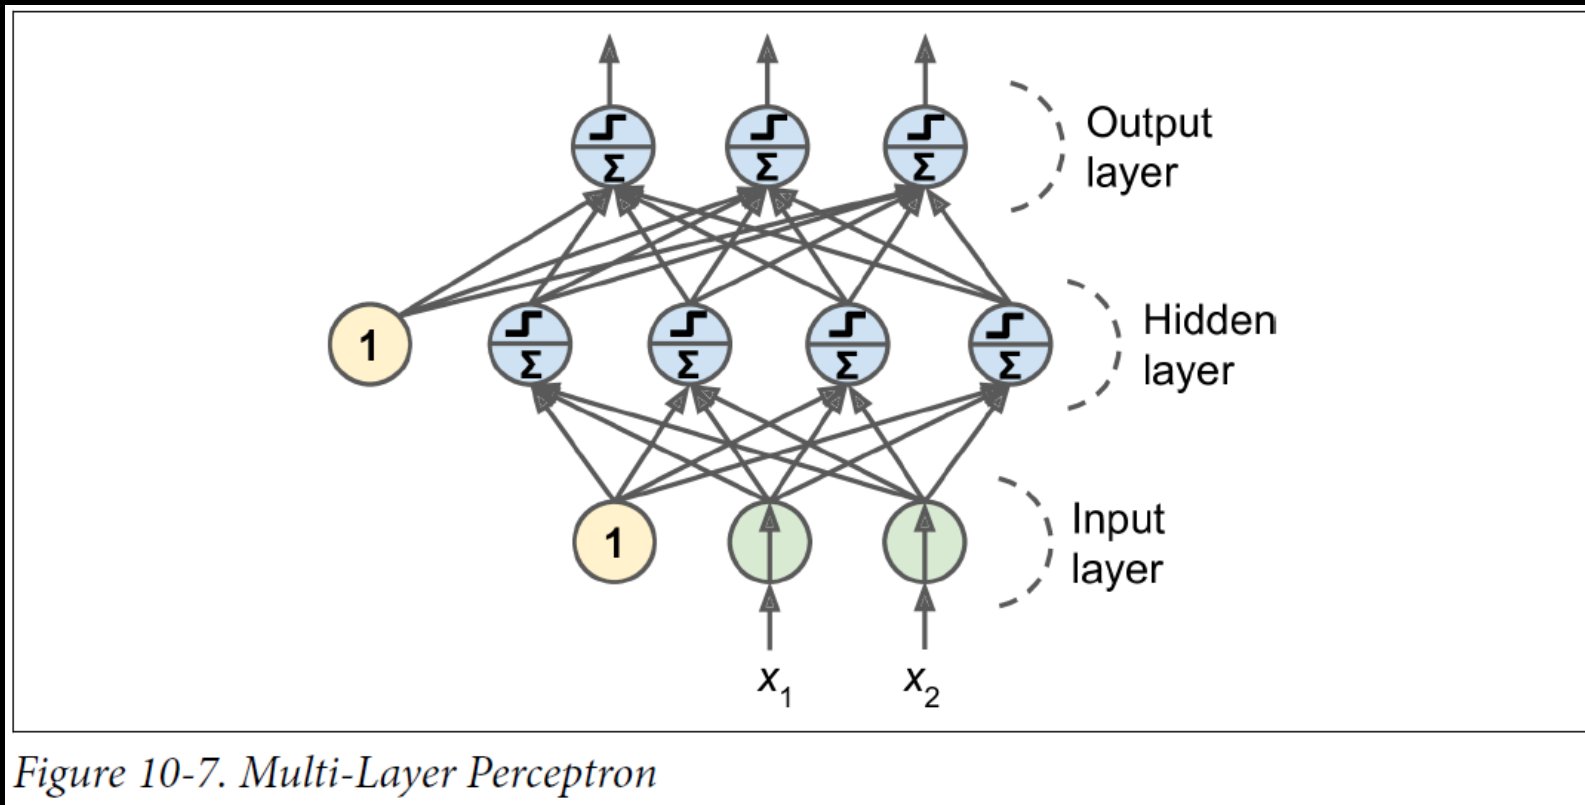 Σ Σ Σ
Output
layer
1 Σ Σ Σ Σ
Hidden
layer
1
Input
layer
x1 x2
Figure 10-7. Multi-Layer Perceptron